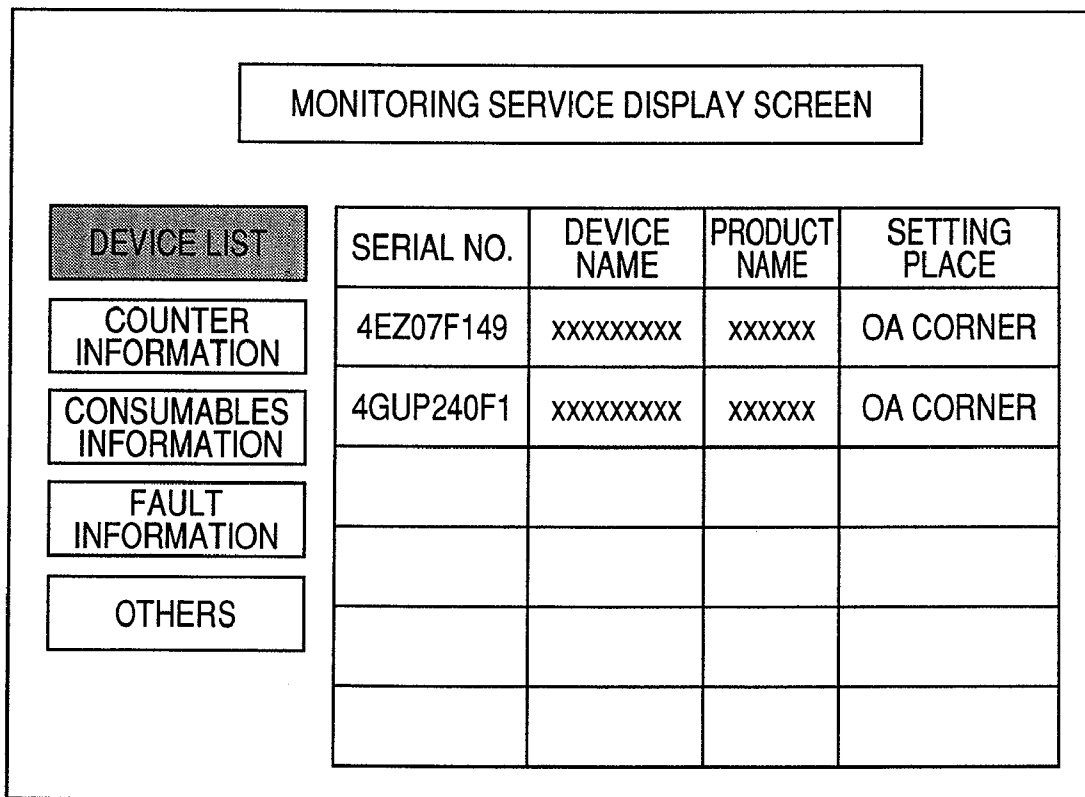 MONITORING SERVICE DISPLAY SCREEN
DEVICE LIST
COUNTER
INFORMATION
CONSUMABLES
INFORMATION
FAULT
INFORMATION
OTHERS
SERIAL NO. DEVICE NAME PRODUCT NAME SETTING PLACE
4EZ07F149 xxxxxxxxx xxxxxx OA CORNER
4GUP240F1 xxxxxxxxx xxxxxx OA CORNER